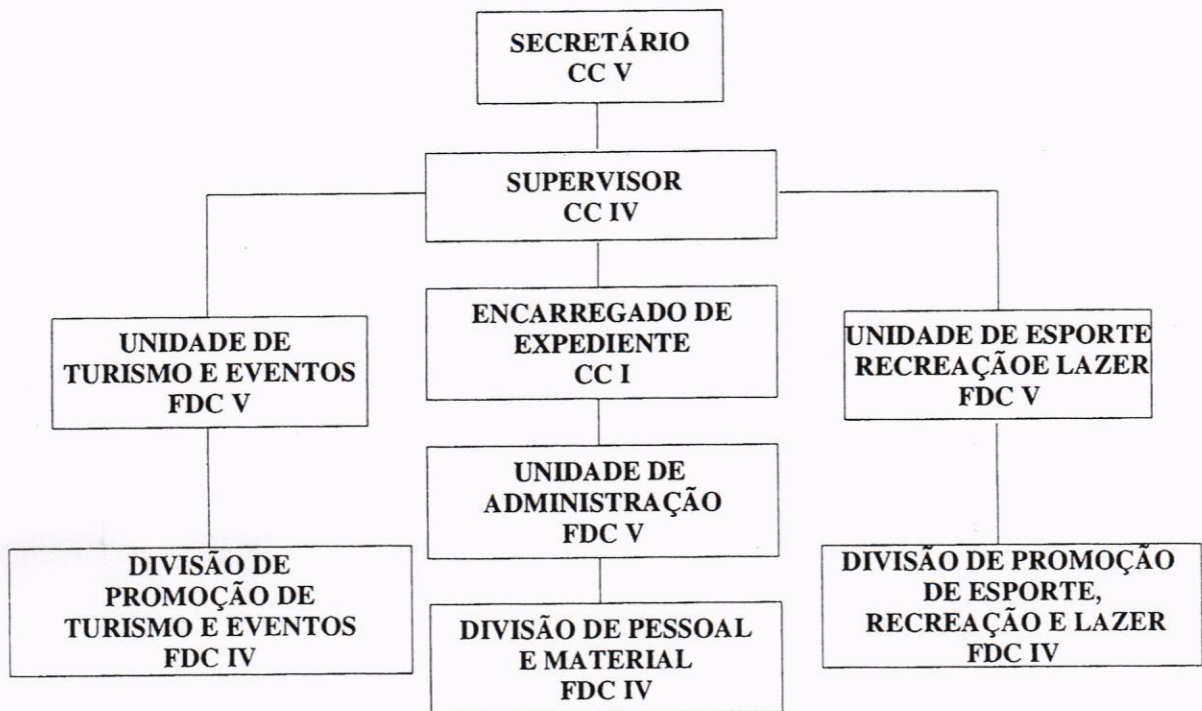 SECRETÁRIO
CC V
SUPERVISOR
CC IV
UNIDADE DE
TURISMO E EVENTOS
FDC V
ENCARREGADO DE
EXPEDIENTE
CC I
UNIDADE DE ESPORTE
RECREAÇÃOE LAZER
FDC V
UNIDADE DE
ADMINISTRAÇÃO
FDC V
DIVISÃO DE
PROMOÇÃO DE
TURISMO E EVENTOS
FDC IV
DIVISÃO DE PESSOAL
E MATERIAL
FDC IV
DIVISÃO DE PROMOÇÃO
DE ESPORTE,
RECREAÇÃO E LAZER
FDC IV